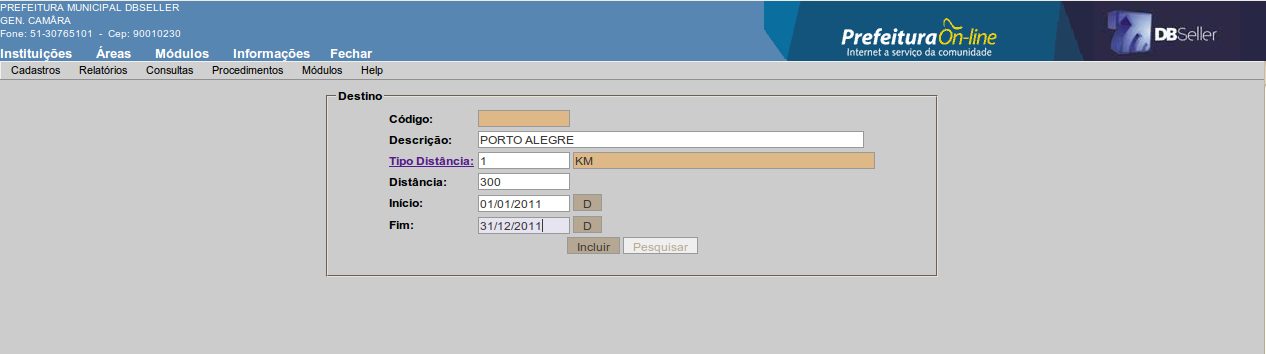 PREFEITURA MUNICIPAL DBSELLER
GEN. CAMÂRA
Fone: 51-30765101 - Cep: 90010230
Instituições Áreas Módulos Informações Fechar
Prefeitura On-line
Internet a serviço da comunidade
DBSeller
Cadastros Relatórios Consultas Procedimentos Módulos Help
Destino
Código:
Descrição: PORTO ALEGRE
Tipo Distância: 1 KM
Distância: 300
Início: 01/01/2011 D
Fim: 31/12/2011 D
Incluir Pesquisar